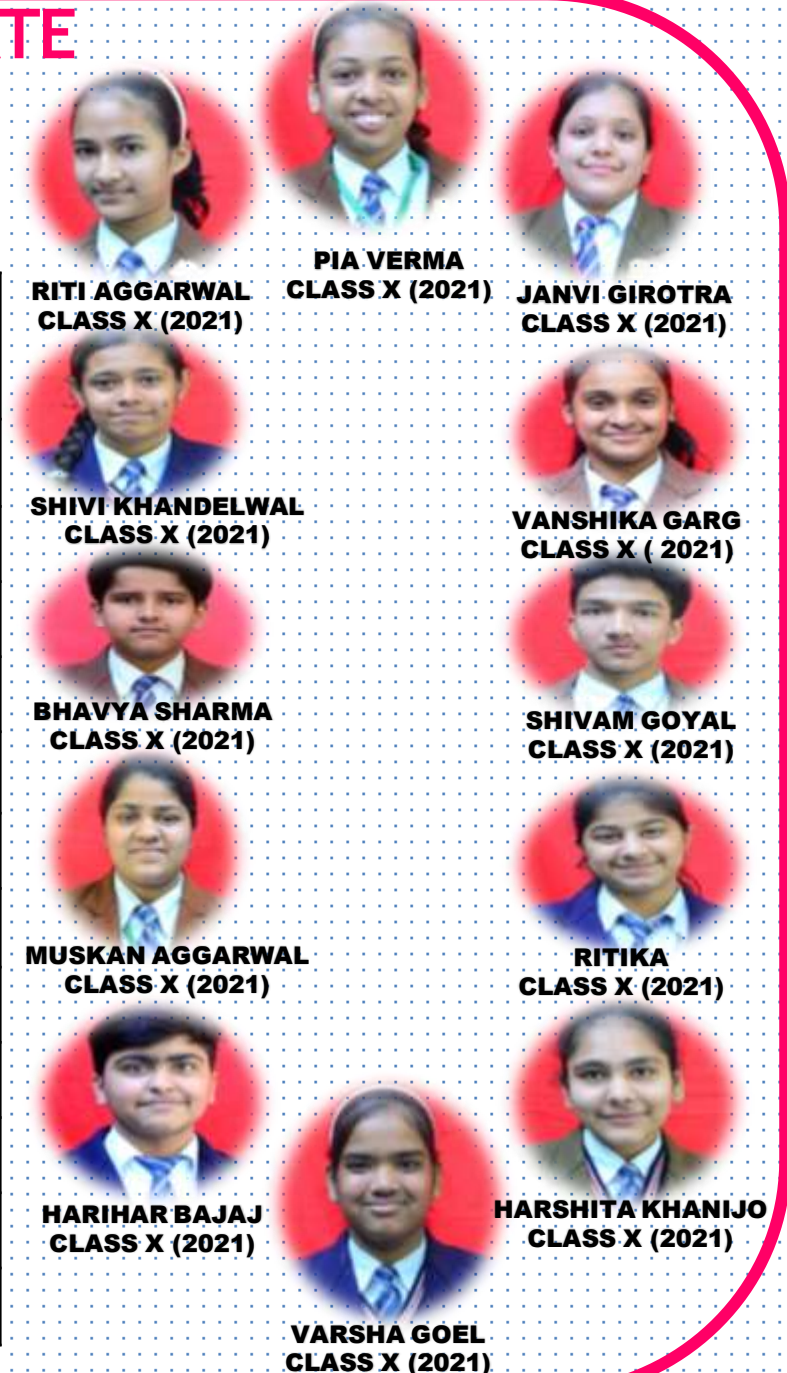 TE
PIA VERMA
CLASS X (2021)
RITI AGGARWAL
CLASS X (2021)
JANVI GIROTRA
CLASS X (2021)
SHIVI KHANDELWAL
CLASS X (2021)
VANSHIKA GARG
CLASS X ( 2021)
BHAVYA SHARMA
CLASS X (2021)
SHIVAM GOYAL
CLASS X (2021)
MUSKAN AGGARWAL
CLASS X (2021)
RITIKA
CLASS X (2021)
HARIHAR BAJAJ
CLASS X (2021)
HARSHITA KHANIJO
CLASS X (2021)
VARSHA GOEL
CLASS X (2021)